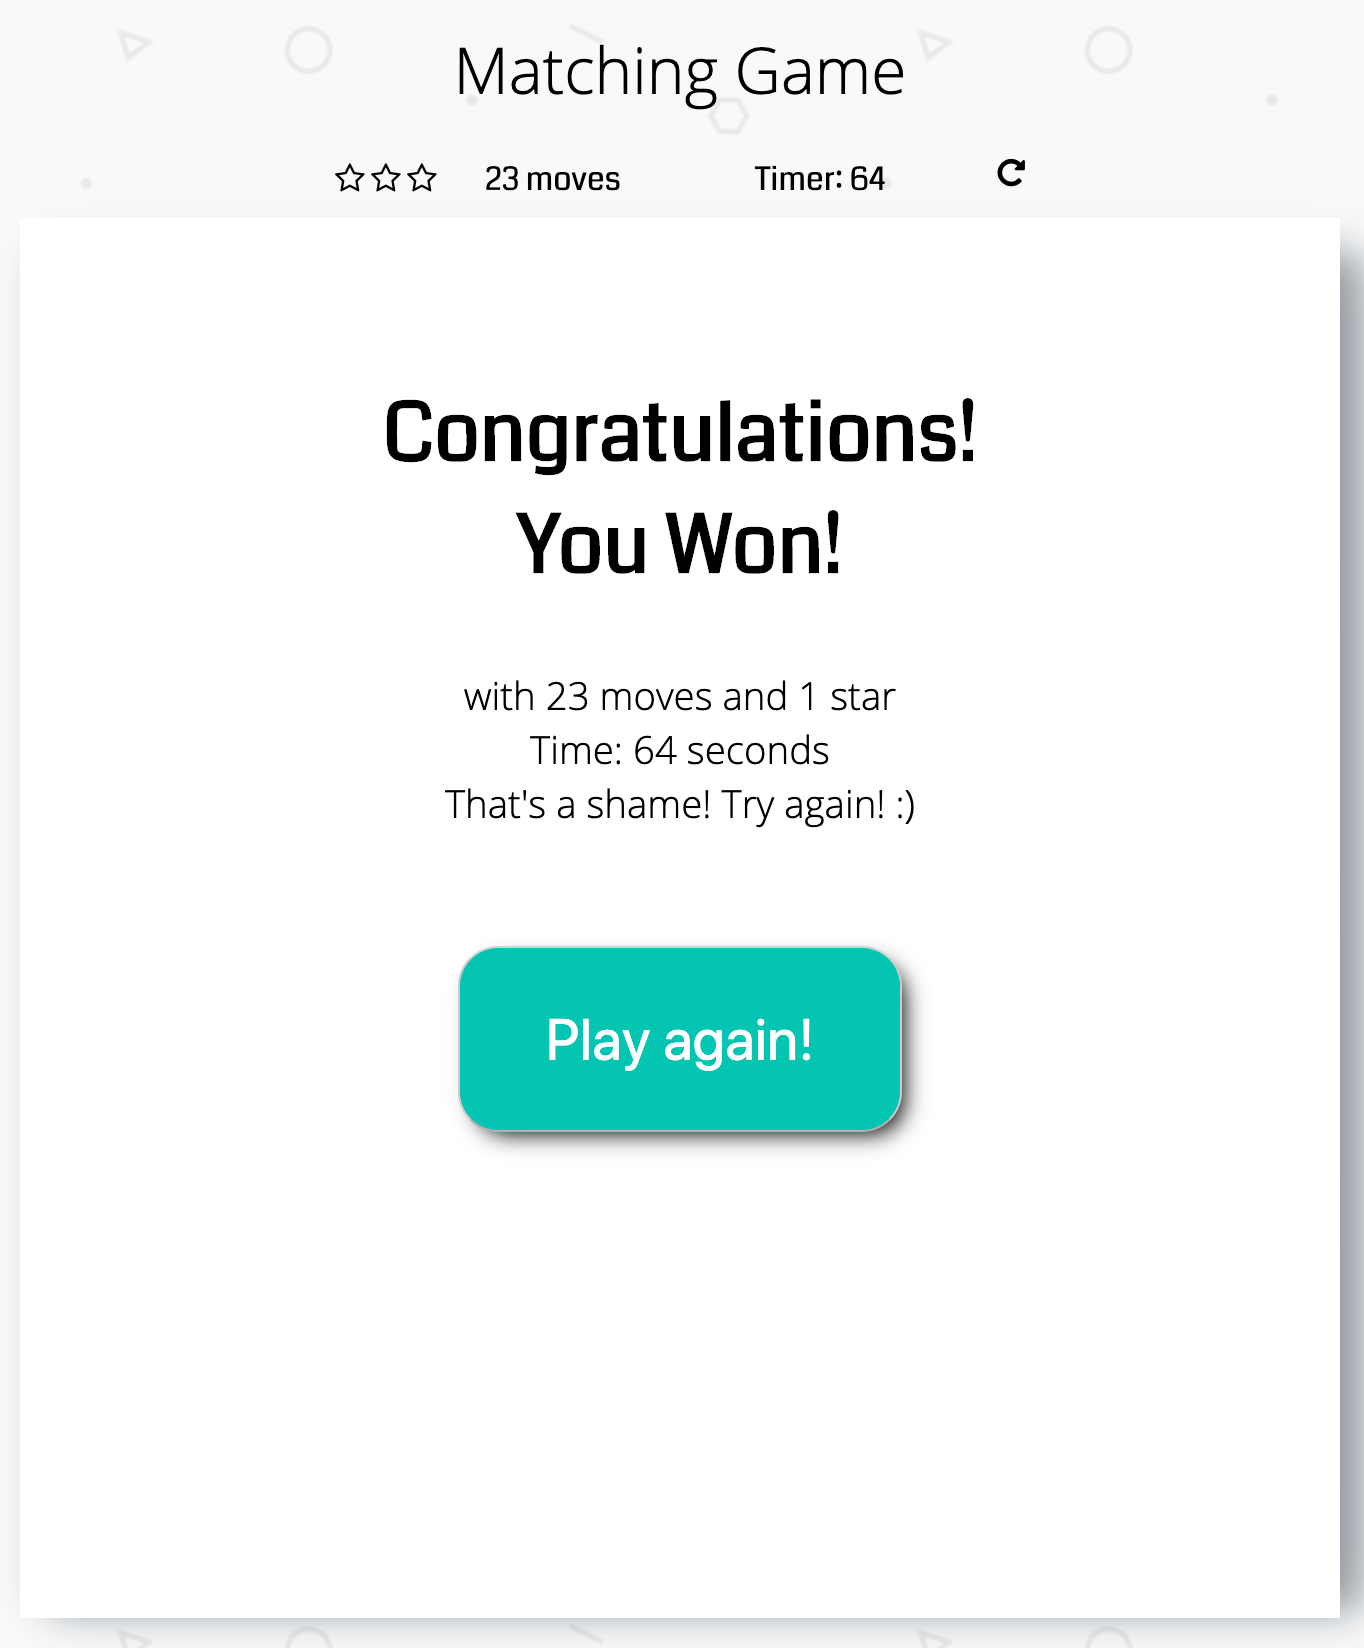 Matching Game
23 moves
Timer: 64
Congratulations!
You Won!
with 23 moves and 1 star
Time: 64 seconds
That's a shame! Try again! :)
Play again!